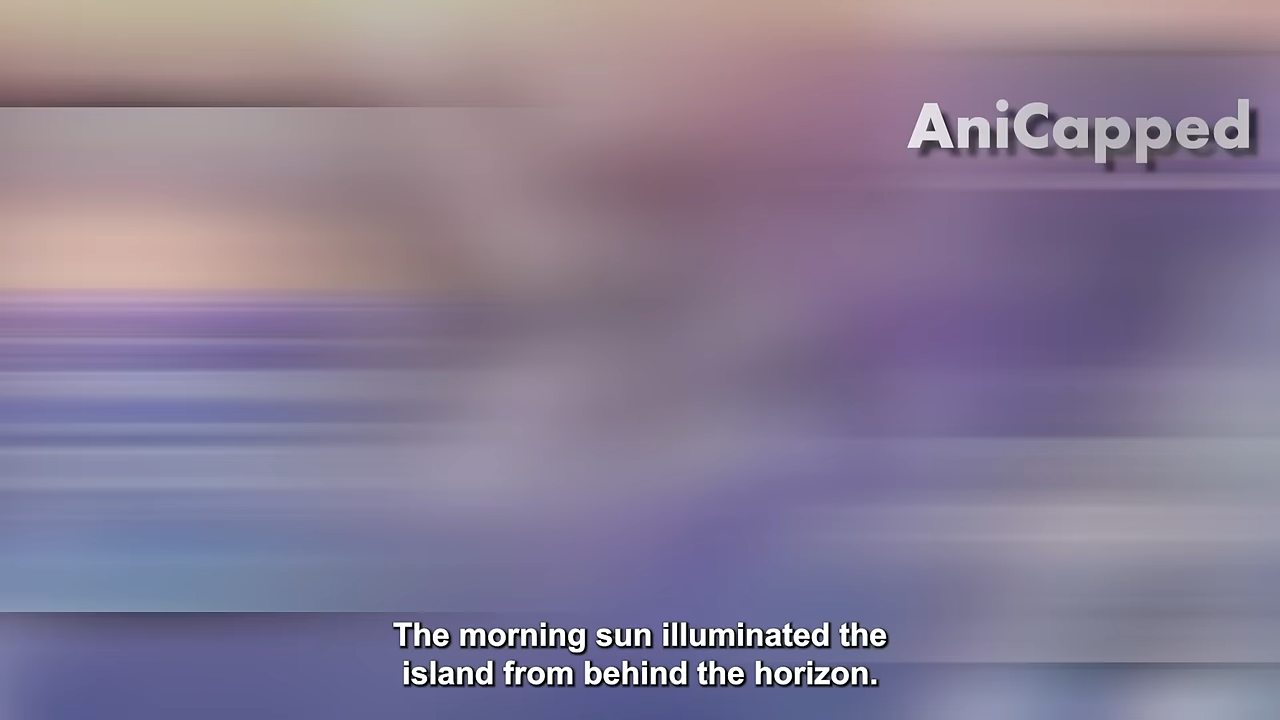 AniCapped
The morning sun illuminated the
island from behind the horizon.